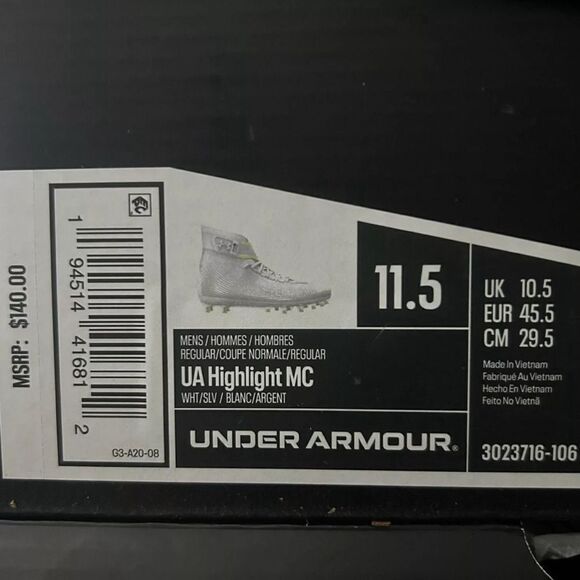 MSRP: $140.00
1 94514 41681 2
G3-A20-08
MENS / HOMMES / HOMBRES
REGULAR/COUPE NORMALE/REGULAR
UA Highlight MC
WHT/SLV / BLANC/ARGENT
UNDER ARMOUR®
11.5
UK 10.5
EUR 45.5
CM 29.5
Made In Vietnam
Fabriqué Au Vietnam
Hecho En Vietnam
Feito No Vietnã
3023716-106